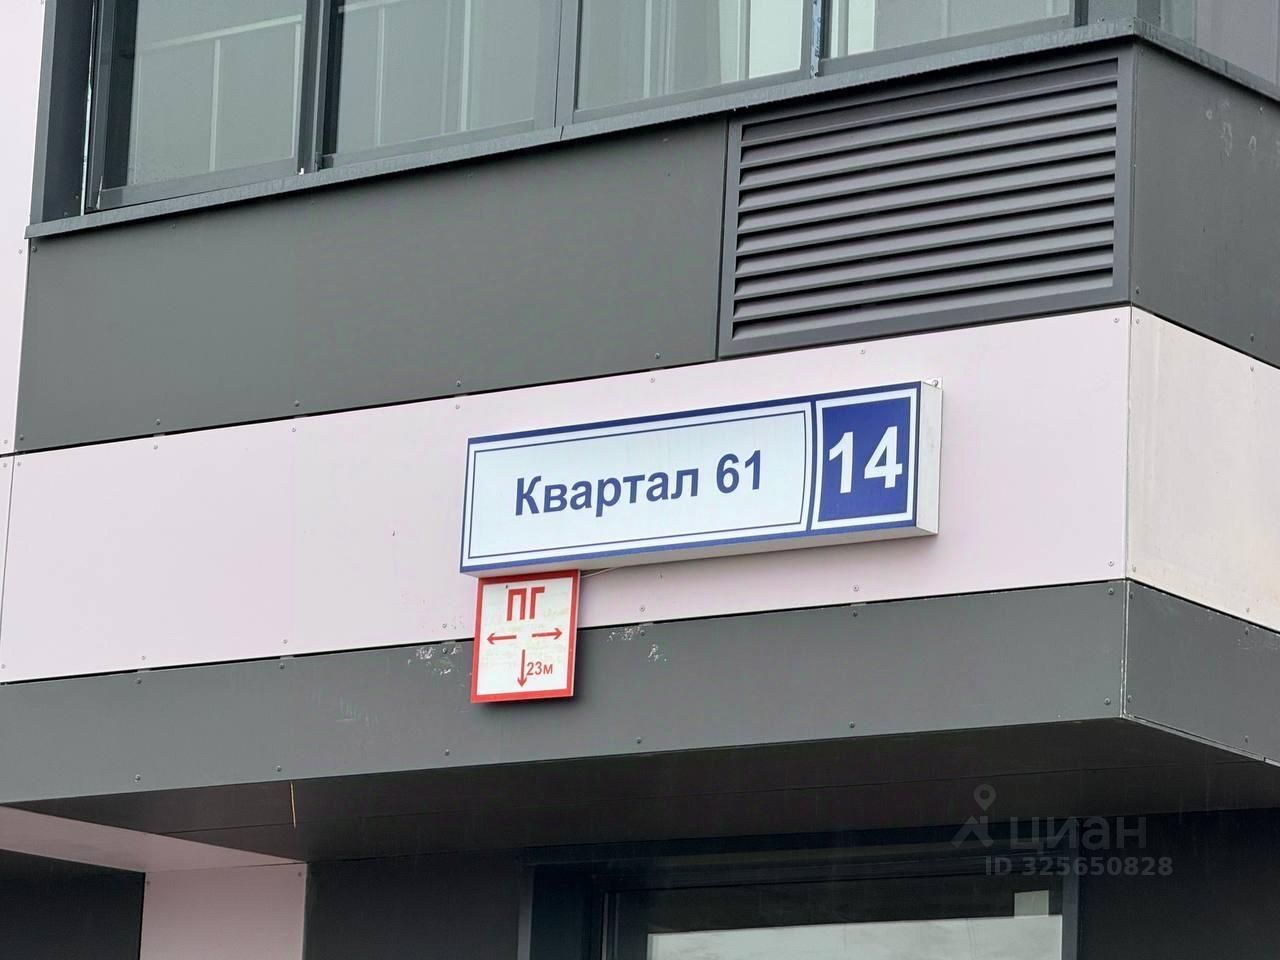 Квартал 61
14
ПГ
23м
циан
ID 325650828